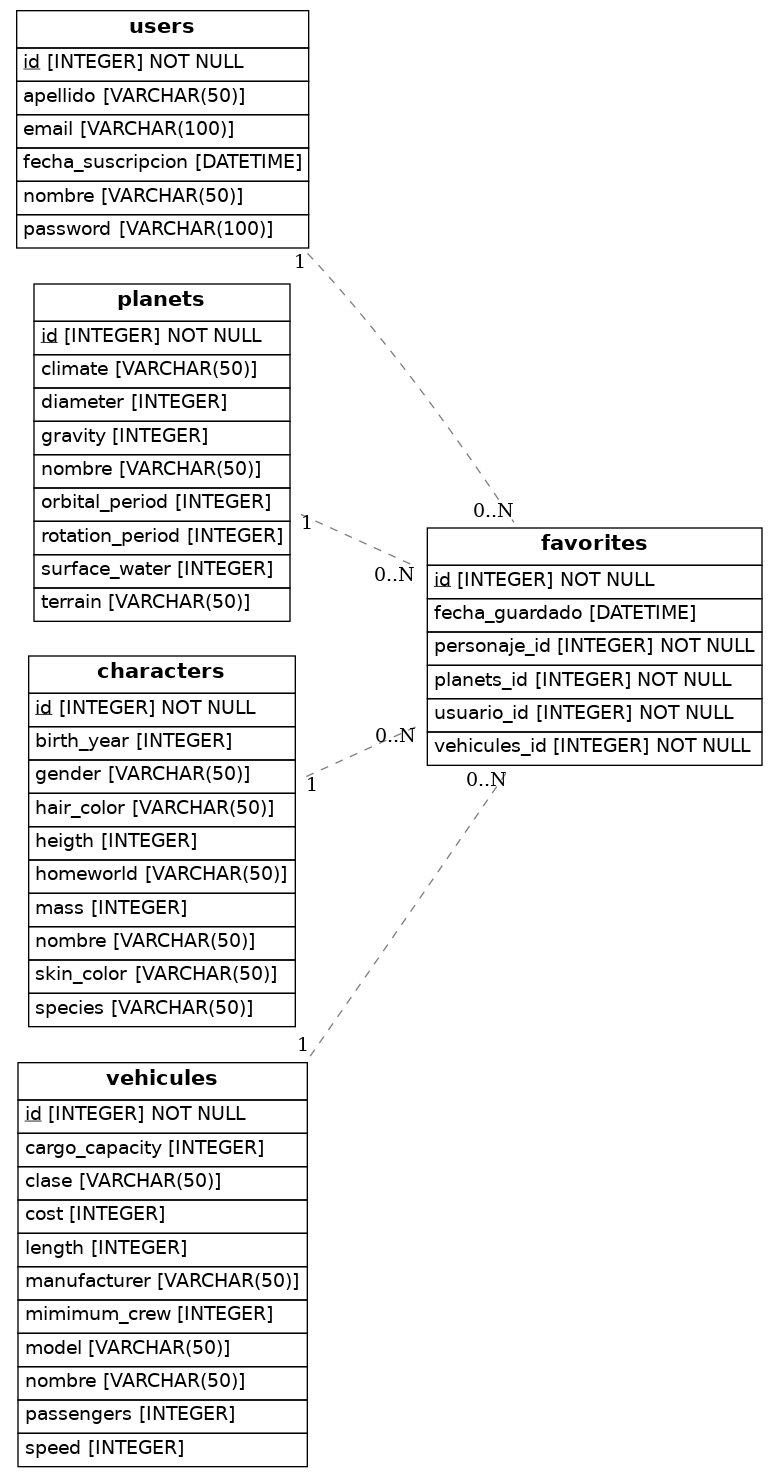 users
id [INTEGER] NOT NULL
apellido [VARCHAR(50)]
email [VARCHAR(100)]
fecha_suscripcion [DATETIME]
nombre [VARCHAR(50)]
password [VARCHAR(100)]
1
planets
id [INTEGER] NOT NULL
climate [VARCHAR(50)]
diameter [INTEGER]
gravity [INTEGER]
nombre [VARCHAR(50)]
orbital_period [INTEGER]
rotation_period [INTEGER]
surface_water [INTEGER]
terrain [VARCHAR(50)]
1
0..N
0..N
favorites
id [INTEGER] NOT NULL
fecha_guardado [DATETIME]
personaje_id [INTEGER] NOT NULL
planets_id [INTEGER] NOT NULL
usuario_id [INTEGER] NOT NULL
vehicules_id [INTEGER] NOT NULL
0..N
0..N
characters
id [INTEGER] NOT NULL
birth_year [INTEGER]
gender [VARCHAR(50)]
hair_color [VARCHAR(50)]
heigth [INTEGER]
homeworld [VARCHAR(50)]
mass [INTEGER]
nombre [VARCHAR(50)]
skin_color [VARCHAR(50)]
species [VARCHAR(50)]
1
1
vehicules
id [INTEGER] NOT NULL
cargo_capacity [INTEGER]
clase [VARCHAR(50)]
cost [INTEGER]
length [INTEGER]
manufacturer [VARCHAR(50)]
mimimum_crew [INTEGER]
model [VARCHAR(50)]
nombre [VARCHAR(50)]
passengers [INTEGER]
speed [INTEGER]